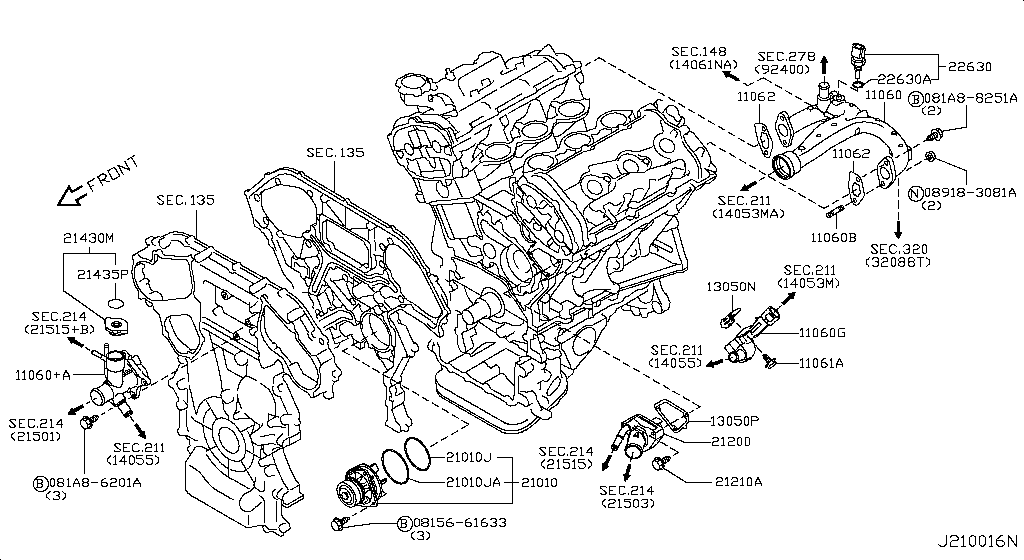 SEC.148
(14061NA)
SEC.278
(92400)
22630
22630A
11062
11060
B 081A8-8251A
(2)
11062
SEC.135
FRONT
SEC.135
N 08918-3081A
(2)
SEC.211
(14053MA)
11060B
21430M
SEC.320
(3208BT)
21435P
SEC.211
(14053M)
13050N
SEC.214
(21515+B)
11060G
SEC.211
(14055)
11061A
11060+A
SEC.214
(21501)
13050P
SEC.211
(14055)
21200
SEC.214
(21515)
21010J
B 081A8-6201A
(3)
21010JA
21010
21210A
SEC.214
(21503)
B 08156-61633
(3)
J210016N